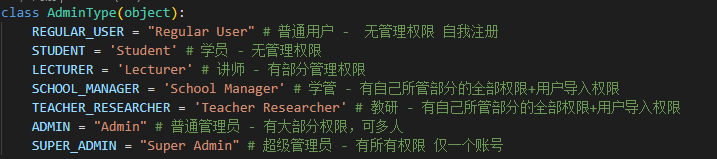 class AdminType(object):
REGULAR_USER = "Regular User" # 普通用户 -  无管理权限 自我注册
STUDENT = 'Student' # 学员 - 无管理权限
LECTURER = 'Lecturer' # 讲师 - 有部分管理权限
SCHOOL_MANAGER = 'School Manager' # 学管 - 有自己所管部分的全部权限+用户导入权限
TEACHER_RESEARCHER = 'Teacher Researcher' # 教研 - 有自己所管部分的全部权限+用户导入权限
ADMIN = "Admin" # 普通管理员 - 有大部分权限，可多人
SUPER_ADMIN = "Super Admin" # 超级管理员 - 有所有权限 仅一个账号